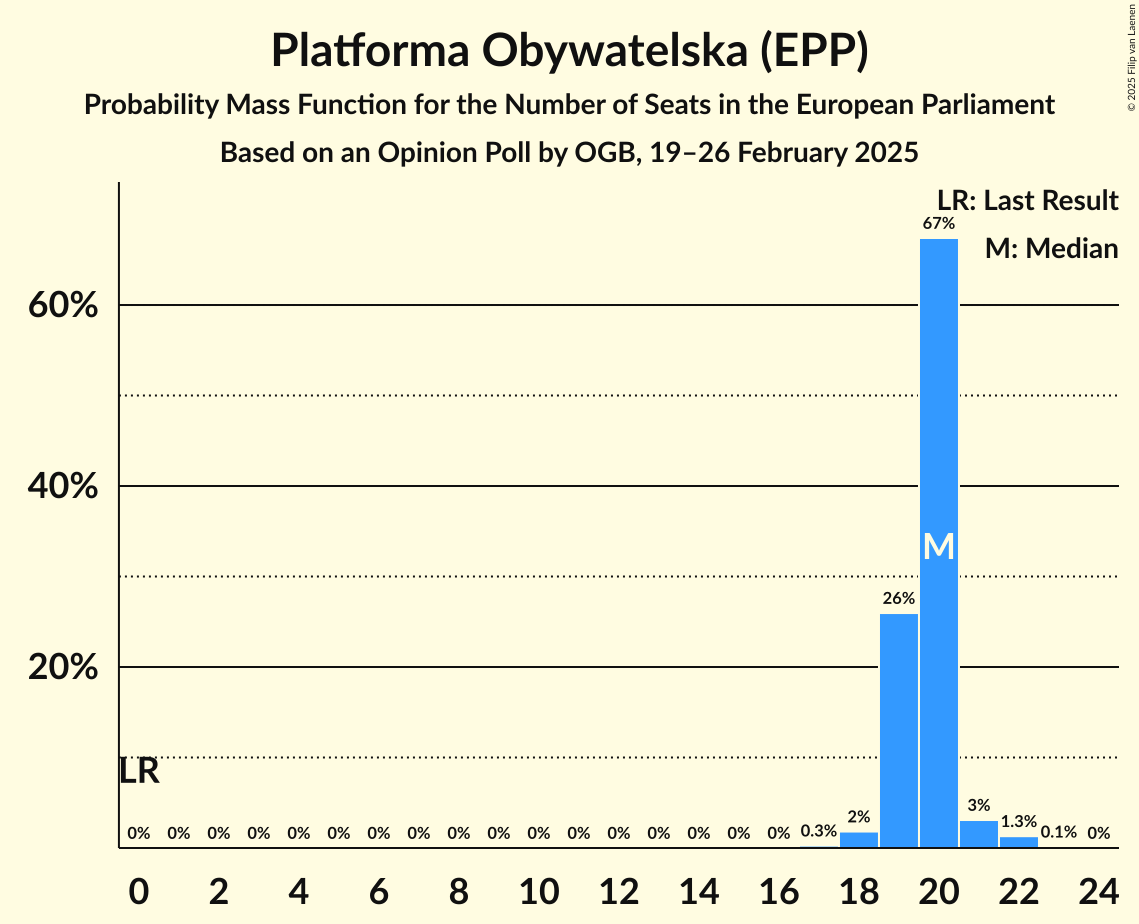 Platforma Obywatelska (EPP)
Probability Mass Function for the Number of Seats in the European Parliament
Based on an Opinion Poll by OGB, 19–26 February 2025
© 2025 Filip van Laenen
LR: Last Result
M: Median
60%
40%
20%
67%
M
26%
LR
0% 0% 0% 0% 0% 0% 0% 0% 0% 0% 0% 0% 0% 0% 0% 0% 0% 0.3% 2% 3% 1.3% 0.1% 0%
0 2 4 6 8 10 12 14 16 18 20 22 24